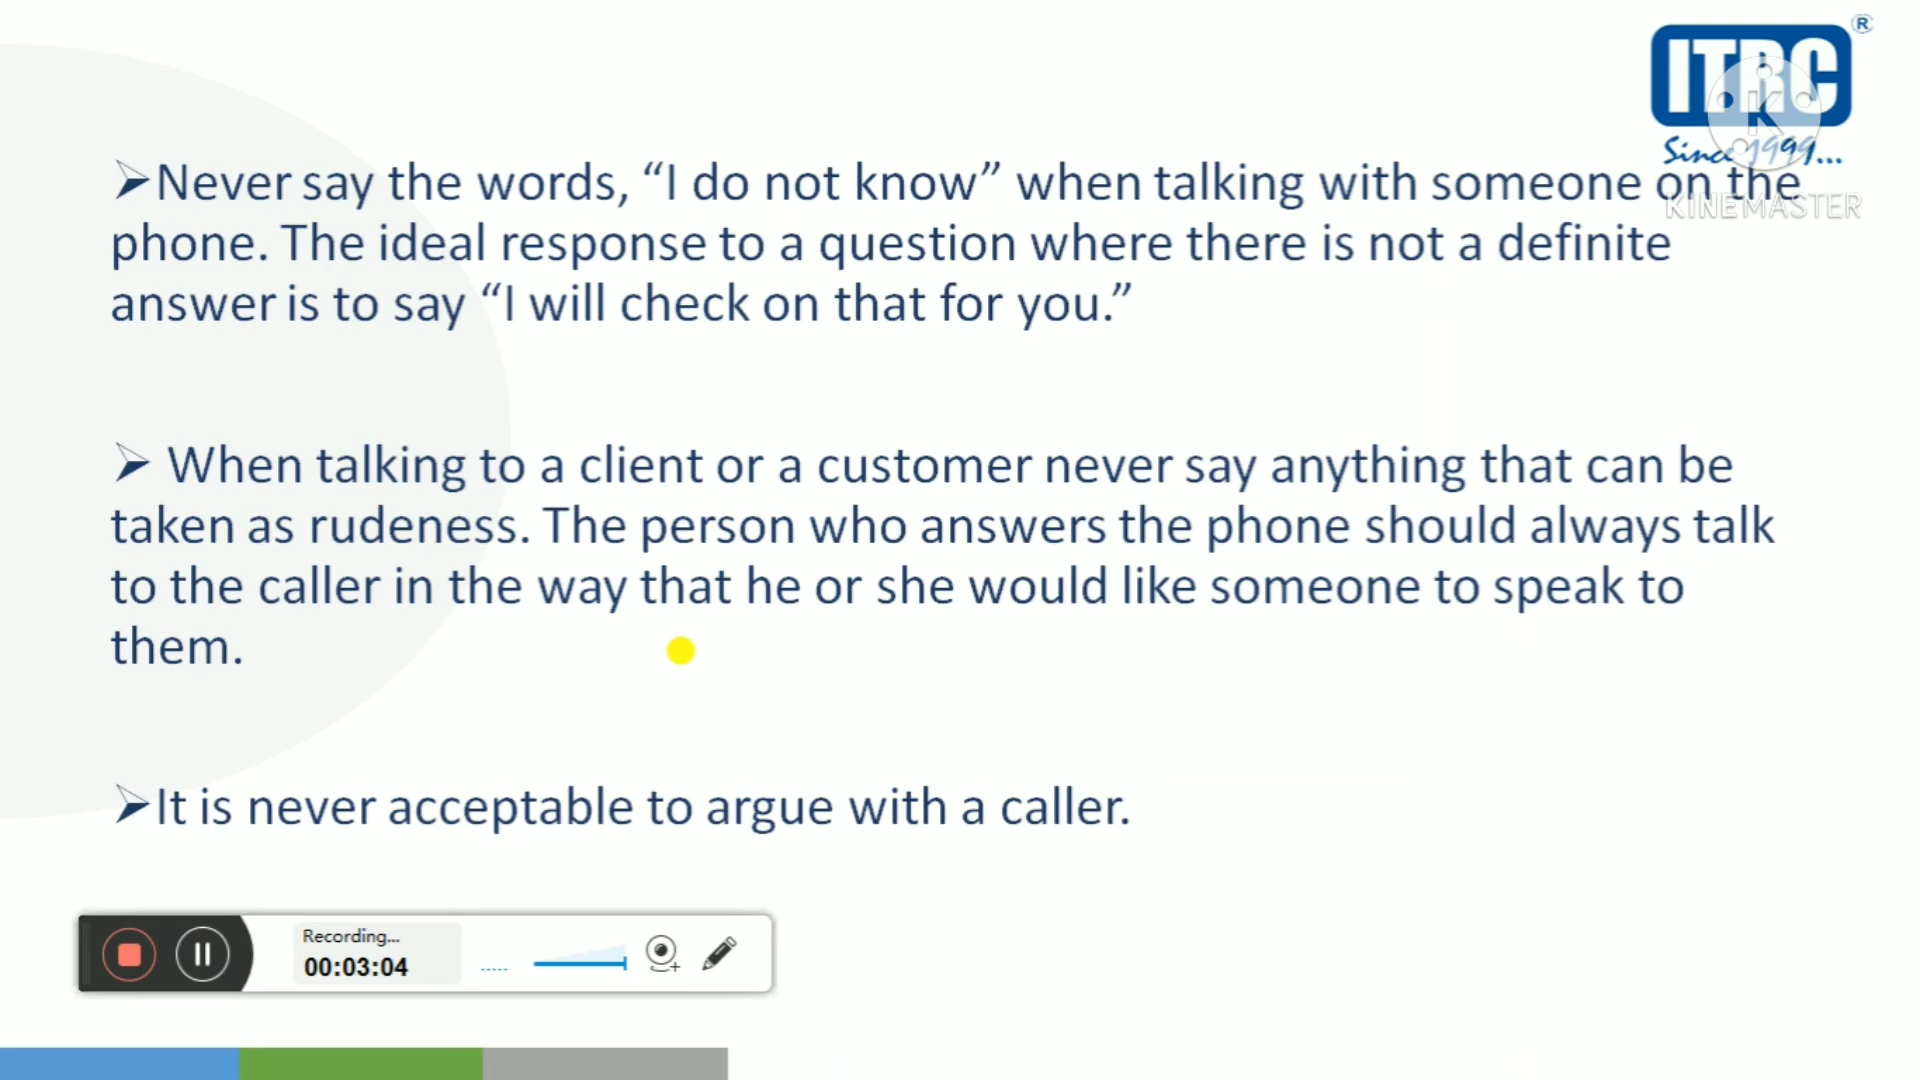 ®
ITRC
Since 1999...
KINEMASTER
➢Never say the words, “I do not know” when talking with someone on the
phone. The ideal response to a question where there is not a definite
answer is to say “I will check on that for you.”
➢ When talking to a client or a customer never say anything that can be
taken as rudeness. The person who answers the phone should always talk
to the caller in the way that he or she would like someone to speak to
them.
➢It is never acceptable to argue with a caller.
Recording...
00:03:04